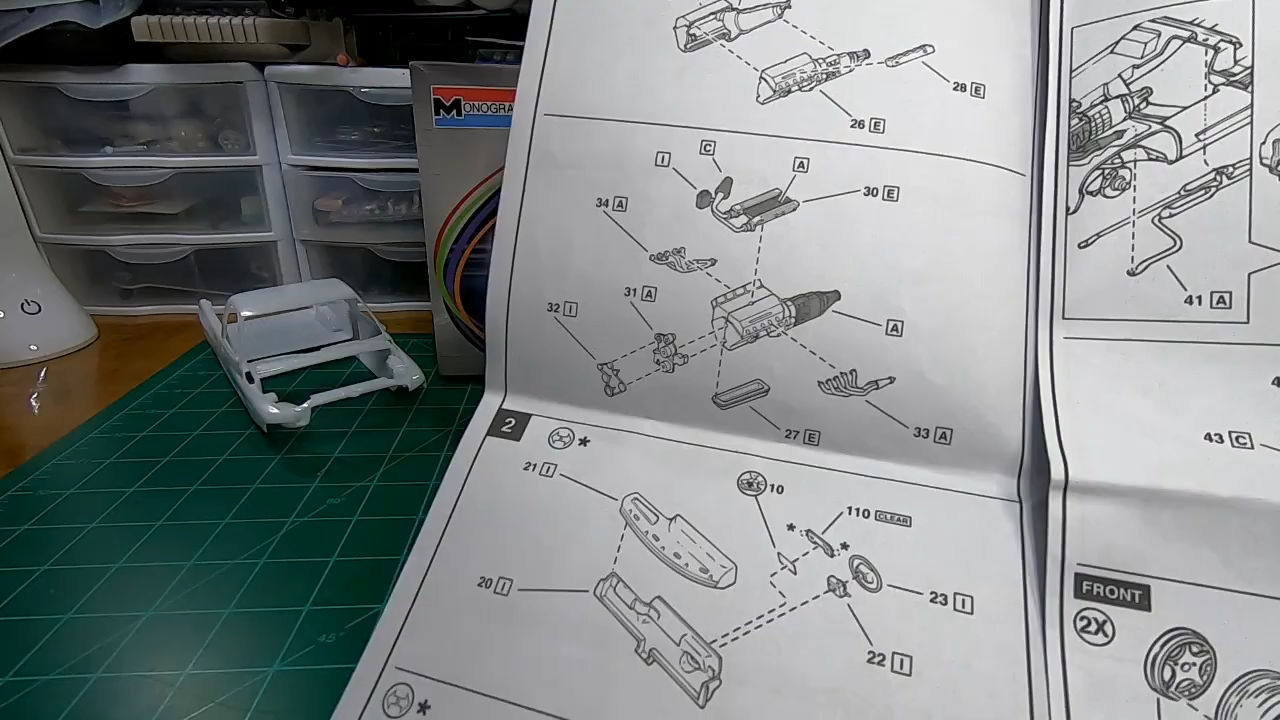 MONOGRA
28 E
26 E
I
C
A
30 E
34 A
31 A
32 I
A
27 E
33 A
41 A
2
*
21 I
10
110 CLEAR
* *
20 I
23 I
22 I
*
43 C
FRONT
2X